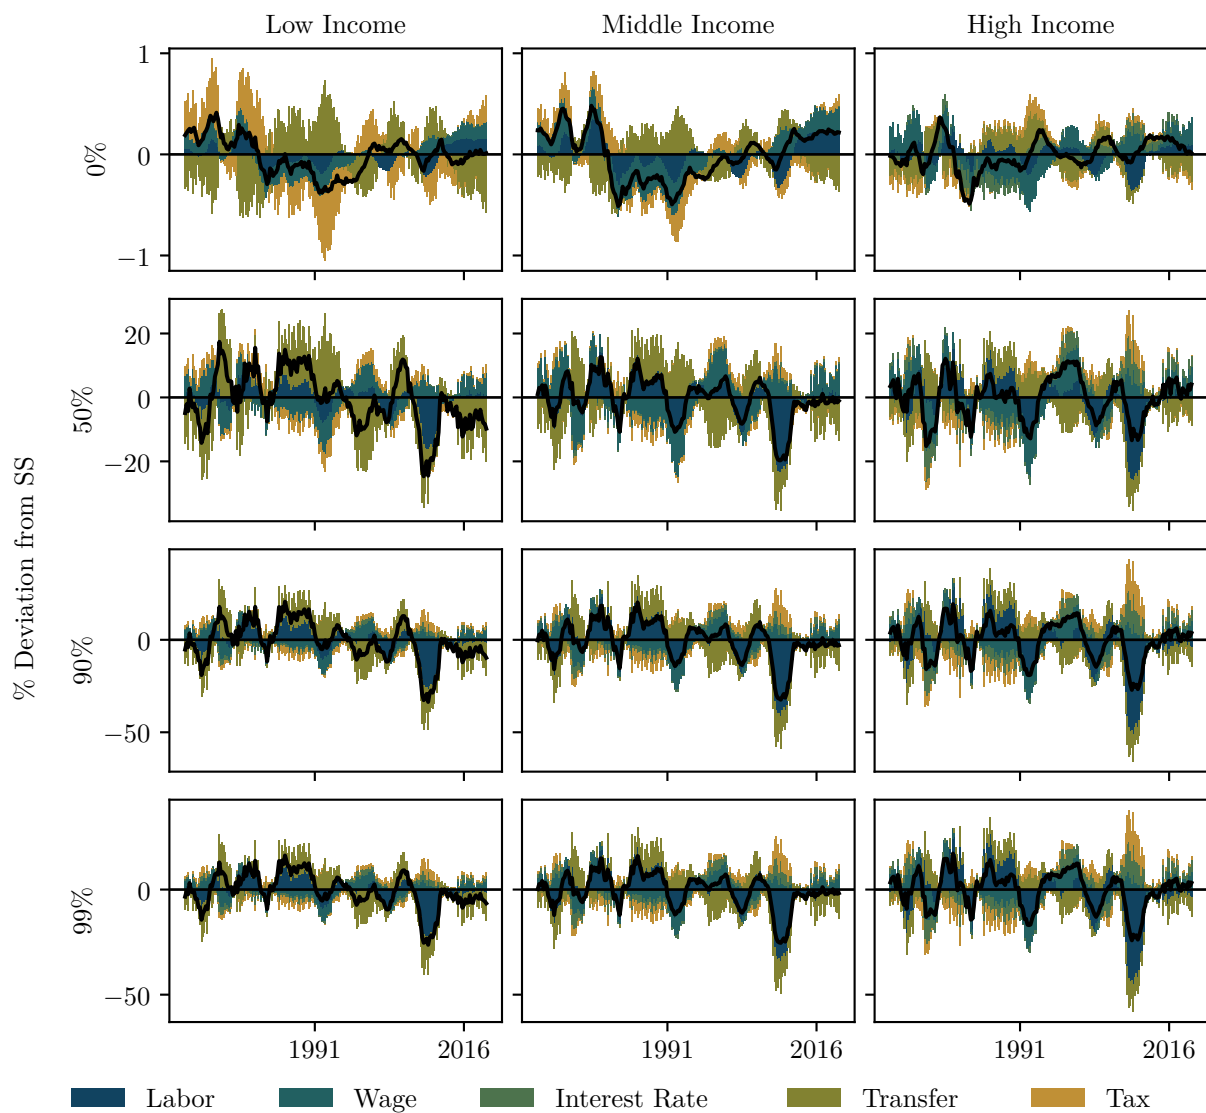 Low Income
Middle Income
High Income
1
0
−1
0%
20
0
−20
50%
0
−50
90%
0
−50
99%
% Deviation from SS
1991
2016
1991
2016
1991
2016
Labor
Wage
Interest Rate
Transfer
Tax